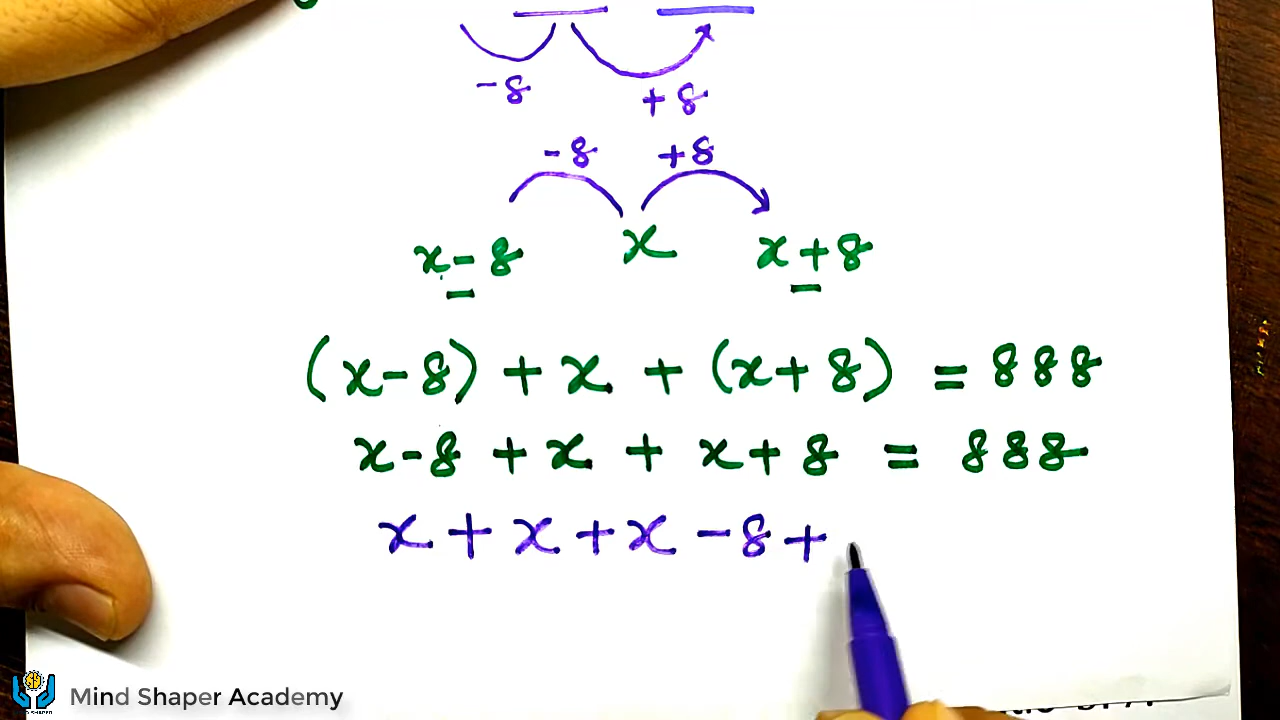 -8 +8
-8 +8
x-8 x x+8
(x-8) + x + (x+8) = 888
x-8 + x + x+8 = 888
x + x + x -8 +
Mind Shaper Academy